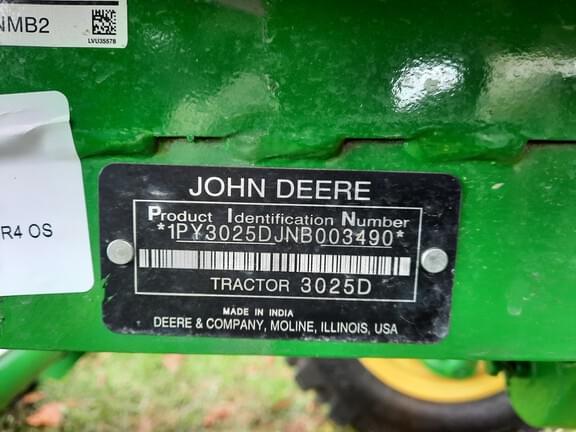 NMB2
LVU35578
R4 OS
JOHN DEERE
Product Identification Number
*1PY3025DJNB003490*
TRACTOR 3025D
MADE IN INDIA
DEERE & COMPANY, MOLINE, ILLINOIS, USA